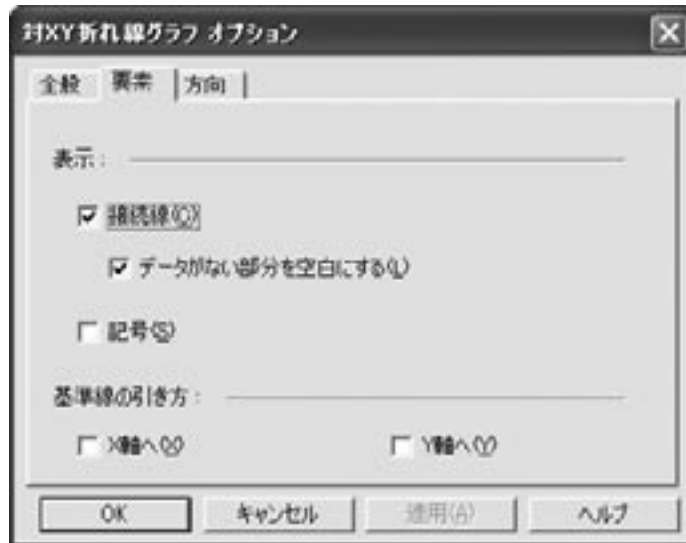 対XY折れ線グラフ オプション
全般 要素 方向
表示:
接続線(C)
データがない部分を空白にする(L)
記号(S)
基準線の引き方:
X軸へ(X) Y軸へ(Y)
OK キャンセル 適用(A) ヘルプ